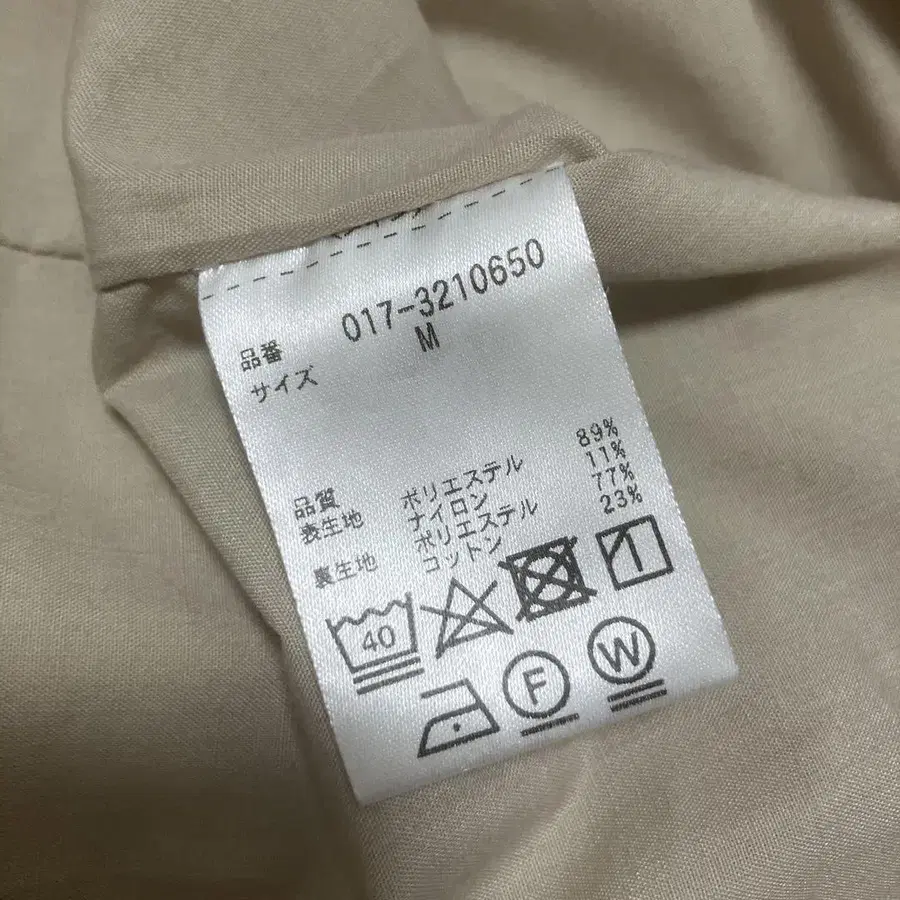 品番 017-3210650
サイズ M
品質
表生地 ポリエステル 89%
ナイロン 11%
裏生地 ポリエステル 77%
コットン 23%
40
F
W